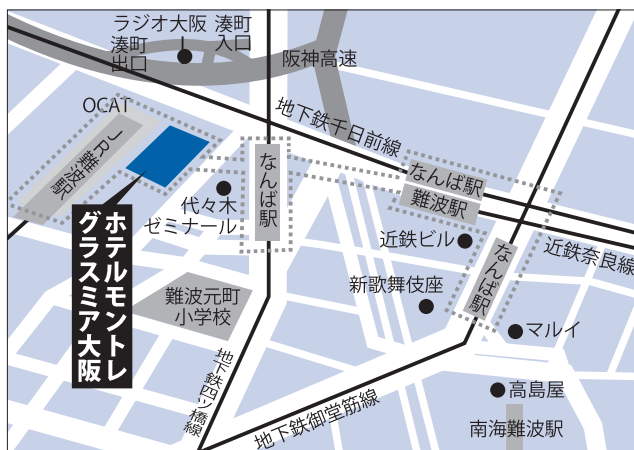 ラジオ大阪
湊町
入口
湊町
出口
阪神高速
OCAT
JR難波駅
地下鉄千日前線
なんば駅
なんば駅
難波駅
代々木
ゼミナール
近鉄ビル
なんば駅
近鉄奈良線
ホテルモントレ
グラスミア大阪
難波元町
小学校
新歌舞伎座
マルイ
地下鉄四ツ橋線
地下鉄御堂筋線
高島屋
南海難波駅